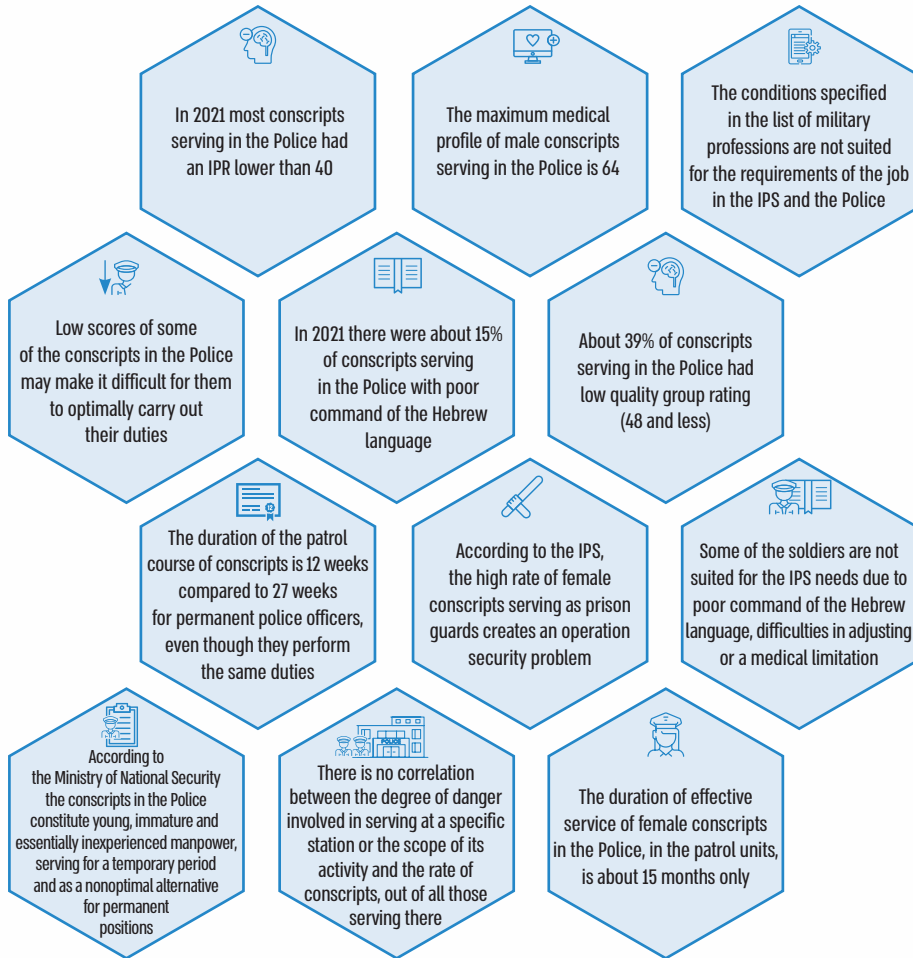 In 2021 most conscripts
serving in the Police had
an IPR lower than 40
The maximum medical
profile of male conscripts
serving in the Police is 64
The conditions specified
in the list of military
professions are not suited
for the requirements of the job
in the IPS and the Police
Low scores of some
of the conscripts in the Police
may make it difficult for them
to optimally carry out
their duties
In 2021 there were about 15%
of conscripts serving
in the Police with poor
command of the Hebrew
language
About 39% of conscripts
serving in the Police had
low quality group rating
(48 and less)
The duration of the patrol
course of conscripts is 12 weeks
compared to 27 weeks
for permanent police officers,
even though they perform
the same duties
According to the IPS,
the high rate of female
conscripts serving as prison
guards creates an operation
security problem
Some of the soldiers are not
suited for the IPS needs due to
poor command of the Hebrew
language, difficulties in adjusting
or a medical limitation
According to
the Ministry of National Security
the conscripts in the Police
constitute young, immature and
essentially inexperienced manpower,
serving for a temporary period
and as a nonoptimal alternative
for permanent
positions
POLICE
There is no correlation
between the degree of danger
involved in serving at a specific
station or the scope of its
activity and the rate of
conscripts, out of all those
serving there
The duration of effective
service of female conscripts
in the Police, in the patrol units,
is about 15 months only